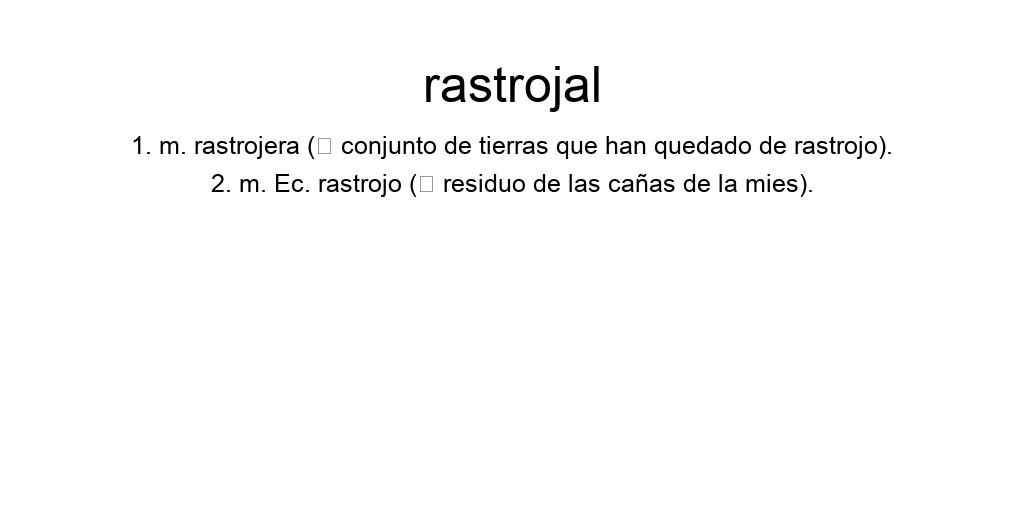 rastrojal
1. m. rastrojera (□ conjunto de tierras que han quedado de rastrojo).
2. m. Ec. rastrojo (□ residuo de las cañas de la mies).